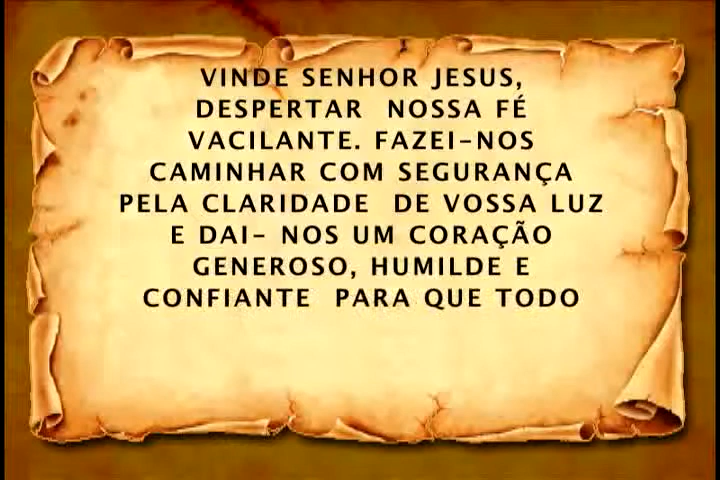 VINDE SENHOR JESUS,
DESPERTAR NOSSA FÉ
VACILANTE. FAZEI-NOS
CAMINHAR COM SEGURANÇA
PELA CLARIDADE DE VOSSA LUZ
E DAI- NOS UM CORAÇÃO
GENEROSO, HUMILDE E
CONFIANTE PARA QUE TODO